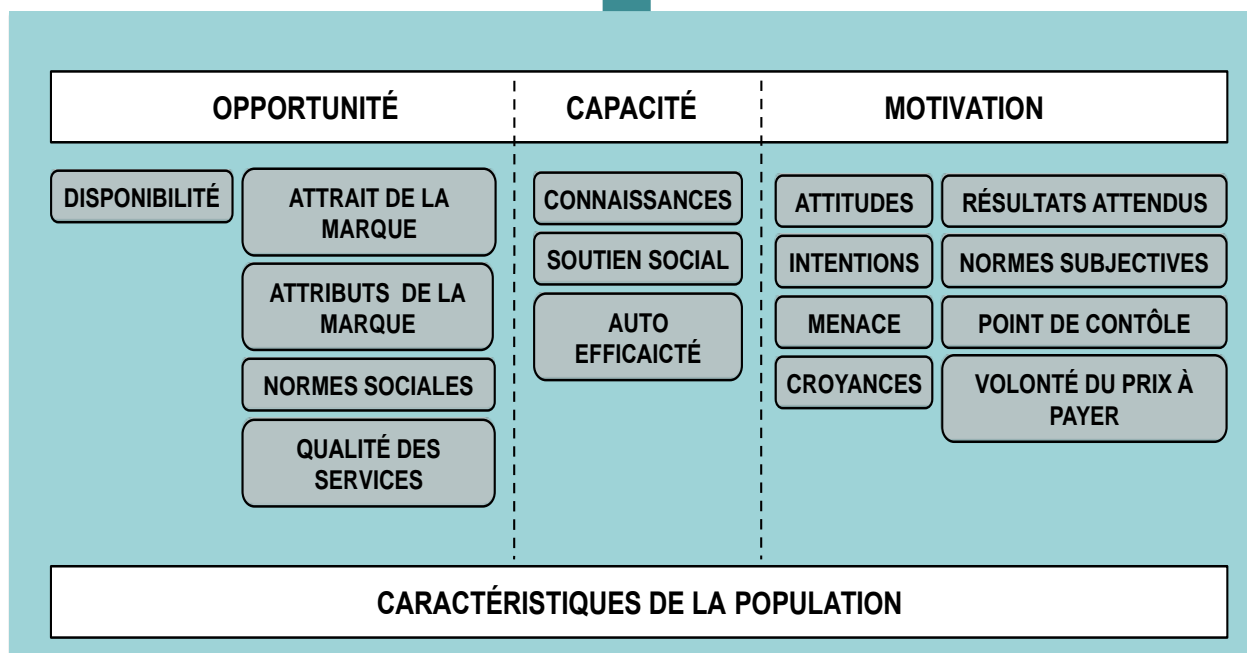 OPPORTUNITÉ
CAPACITÉ
MOTIVATION
DISPONIBILITÉ
ATTRAIT DE LA
MARQUE
ATTRIBUTS DE LA
MARQUE
NORMES SOCIALES
QUALITÉ DES
SERVICES
CONNAISSANCES
SOUTIEN SOCIAL
AUTO
EFFICAICTÉ
ATTITUDES
INTENTIONS
MENACE
CROYANCES
RÉSULTATS ATTENDUS
NORMES SUBJECTIVES
POINT DE CONTÔLE
VOLONTÉ DU PRIX À
PAYER
CARACTÉRISTIQUES DE LA POPULATION